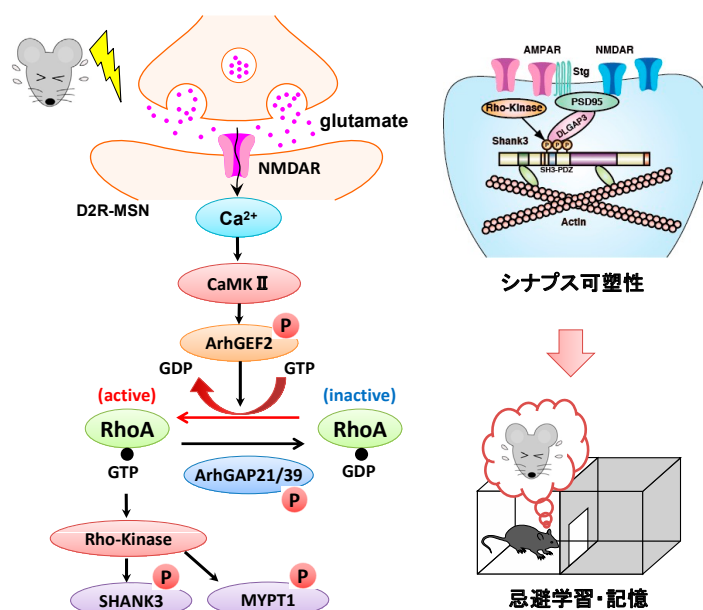 glutamate
NMDAR
D2R-MSN
Ca²⁺
CaMK Ⅱ
P
ArhGEF2
GDP
GTP
(active)
(inactive)
RhoA
RhoA
GTP
GDP
ArhGAP21/39
P
Rho-Kinase
P
P
SHANK3
MYPT1
AMPAR
NMDAR
Stg
PSD95
Rho-Kinase
DLGAP3
P P P
Shank3
SH3-PDZ
Actin
シナプス可塑性
忌避学習・記憶